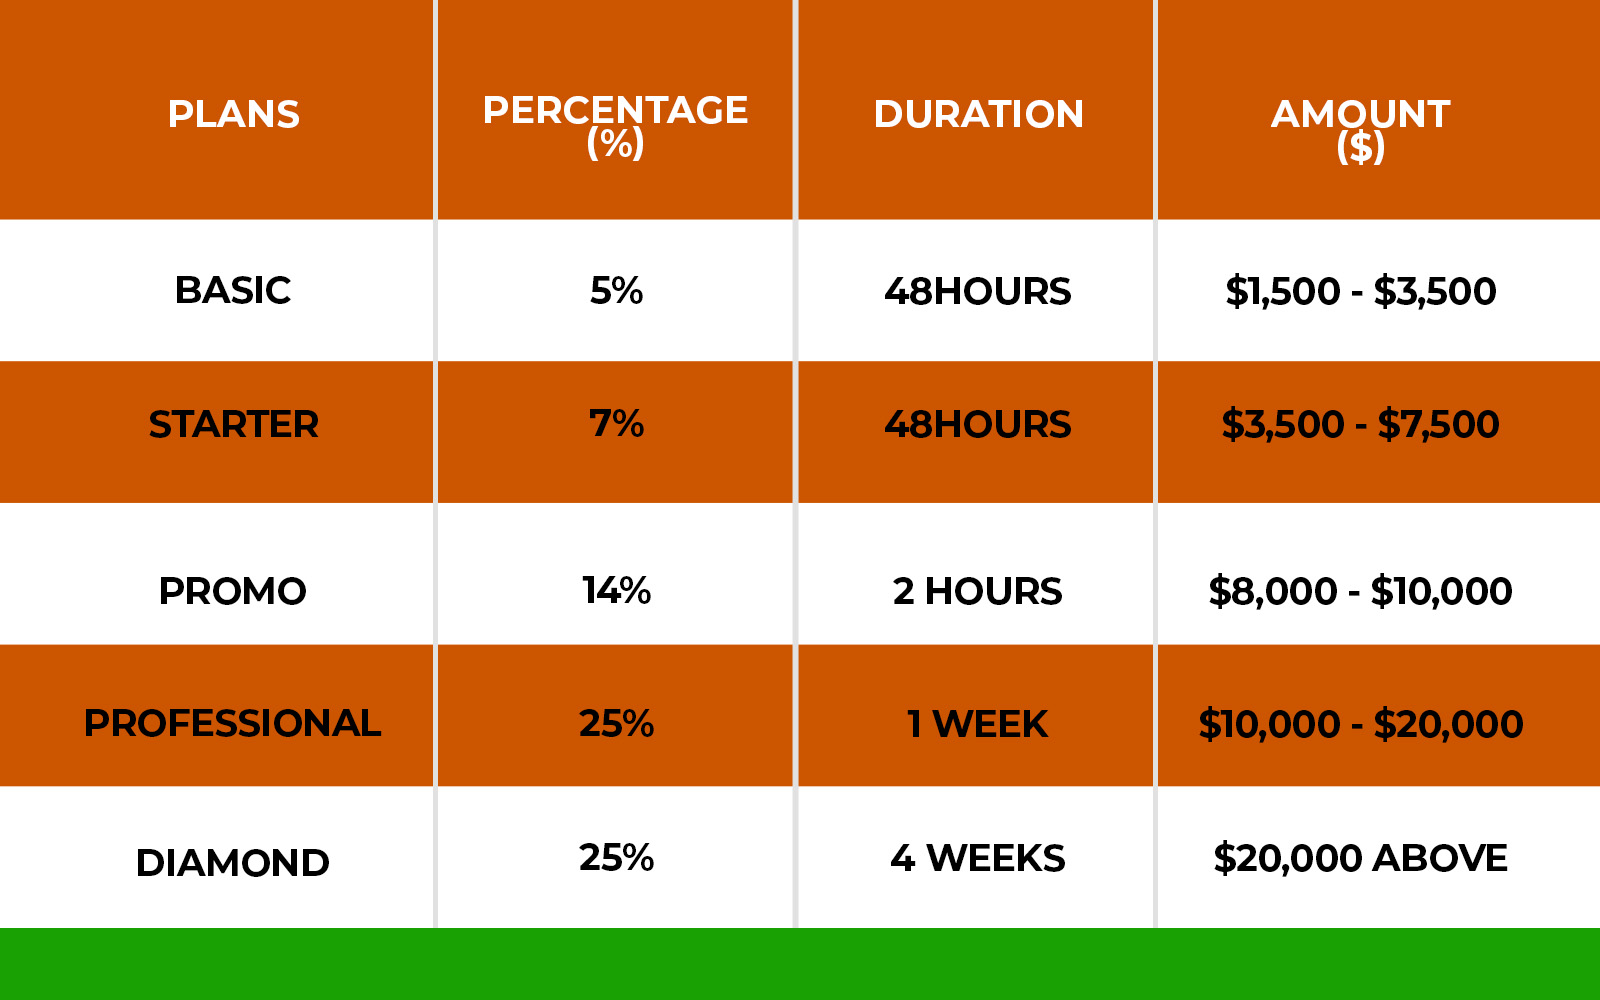 PLANS
PERCENTAGE
(%)
DURATION
AMOUNT
($)
BASIC
5%
48HOURS
$1,500 - $3,500
STARTER
7%
48HOURS
$3,500 - $7,500
PROMO
14%
2 HOURS
$8,000 - $10,000
PROFESSIONAL
25%
1 WEEK
$10,000 - $20,000
DIAMOND
25%
4 WEEKS
$20,000 ABOVE